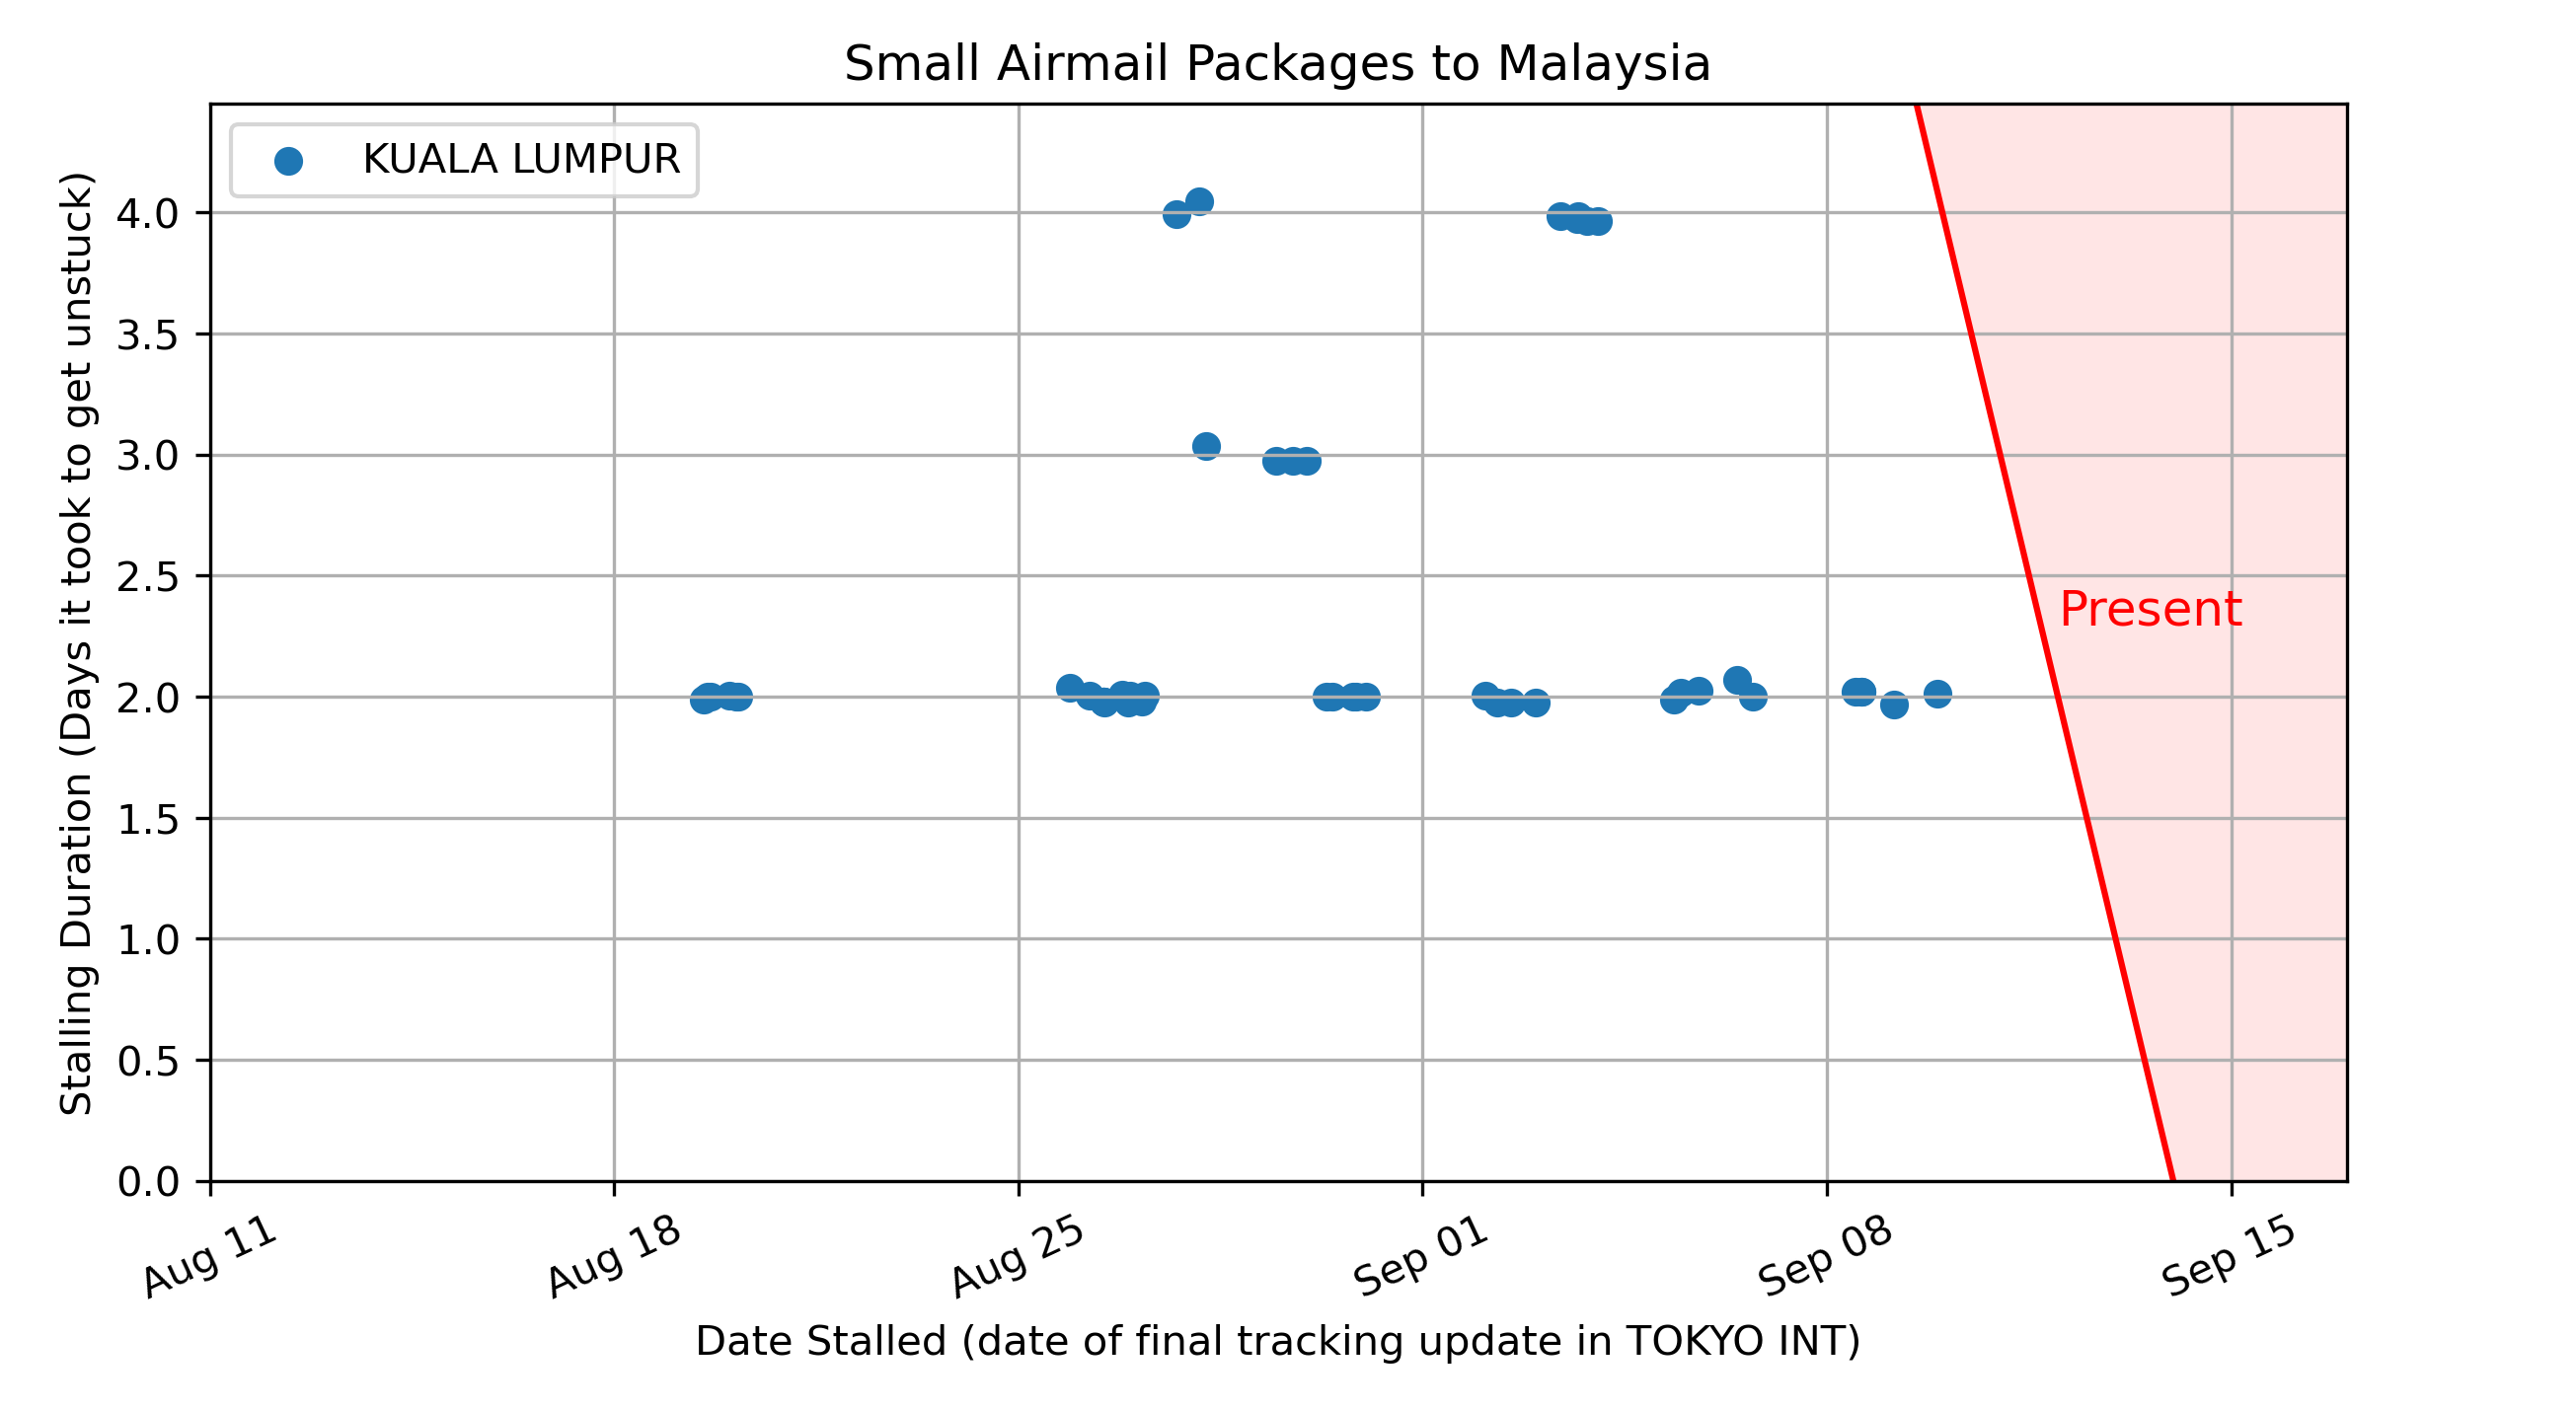 Small Airmail Packages to Malaysia
KUALA LUMPUR
Stalling Duration (Days it took to get unstuck)
4.0
3.5
3.0
2.5
2.0
1.5
1.0
0.5
0.0
Present
Aug 11
Aug 18
Aug 25
Sep 01
Sep 08
Sep 15
Date Stalled (date of final tracking update in TOKYO INT)